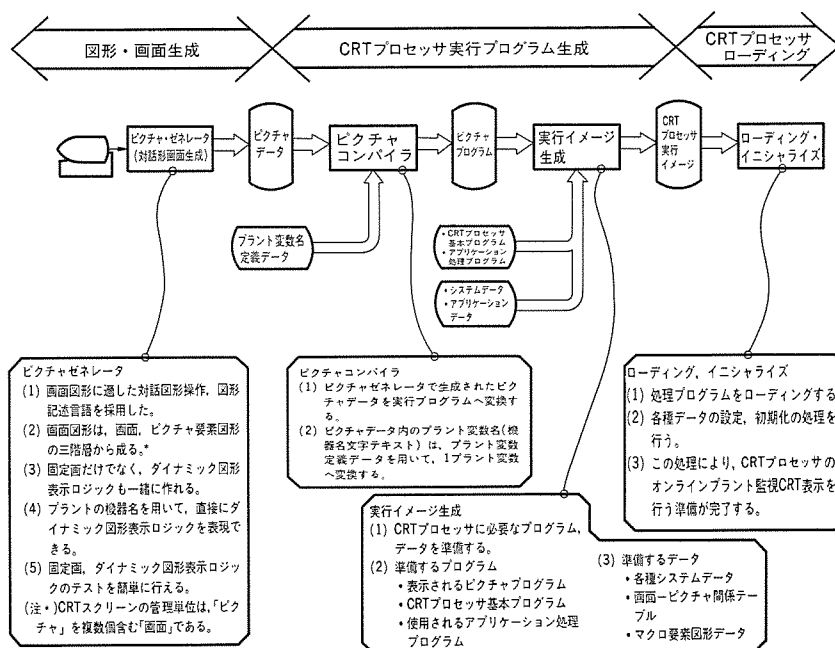 図形・画面生成
CRTプロセッサ実行プログラム生成
CRTプロセッサ
ローディング
ピクチャ・ゼネレータ
(対話形図面生成)
ピクチャ
データ
ピクチャ
コンパイラ
ピクチャ
プログラム
実行イメージ
生成
CRT
プロセッサ
実行
イメージ
ローディング・
イニシャライズ
プラント変数名
定義データ
・CRTプロセッサ
基本プログラム
・アプリケーション
処理プログラム
・システムデータ
・アプリケーション
データ
ピクチャゼネレータ
(1) 画面図形に適した対話図形操作,図形
記述言語を採用した。
(2) 画面図形は,画面,ピクチャ要素図形
の三階層から成る。*
(3) 固定画だけでなく,ダイナミック図形
表示ロジックも一緒に作れる。
(4) プラントの機器名を用いて,直接にダ
イナミック図形表示ロジックを表現で
きる。
(5) 固定画,ダイナミック図形表示ロジッ
クのテストを簡単に行える。
(注*)CRTスクリーンの管理単位は,「ピク
チャ」を複数個含む「画面」である。
ピクチャコンパイラ
(1) ピクチャゼネレータで生成されたピク
チャデータを実行プログラムへ変換す
る。
(2) ピクチャデータ内のプラント変数名(機
器名文字テキスト)は,プラント変数
定義データを用いて,1プラント変数
へ変換する。
実行イメージ生成
(1) CRTプロセッサに必要なプログラム,
データを準備する。
(2) 準備するプログラム
・表示されるピクチャプログラム
・CRTプロセッサ基本プログラム
・使用されるアプリケーション処理
プログラム
(3) 準備するデータ
・各種システムデータ
・画面−ピクチャ関係テ
ーブル
・マクロ要素図形データ
ローディング,イニシャライズ
(1) 処理プログラムをローディングする
(2) 各種データの設定,初期化の処理を
行う。
(3) この処理により,CRTプロセッサの
オンラインプラント監視CRT表示を
行う準備が完了する。